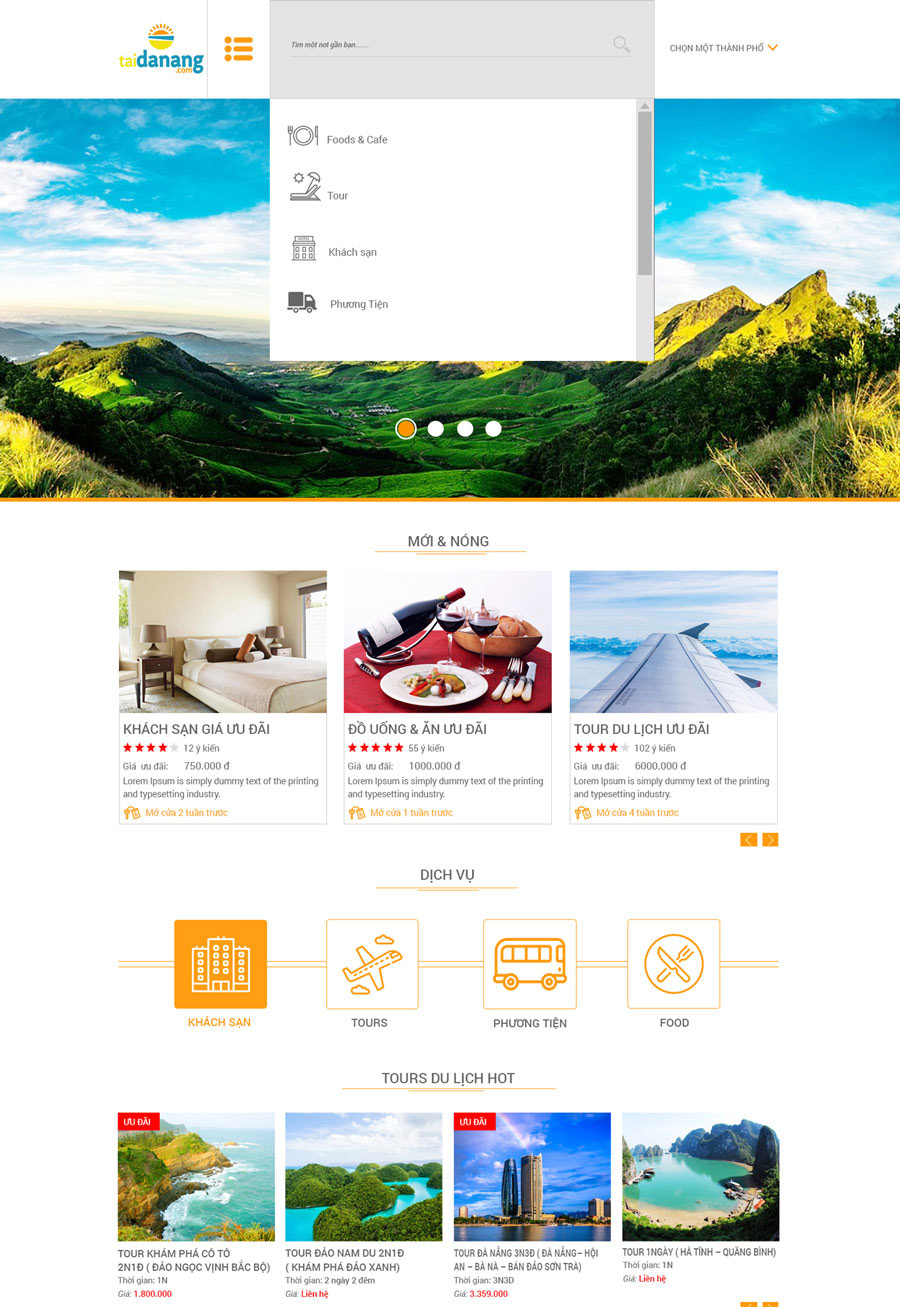 taidanang
.com
Tìm một nơi gần bạn.......
CHỌN MỘT THÀNH PHỐ
Foods & Cafe
Tour
HOTEL
Khách sạn
Phương Tiện
MỚI & NÓNG
KHÁCH SẠN GIÁ ƯU ĐÃI
12 ý kiến
Giá ưu đãi: 750.000 đ
Lorem Ipsum is simply dummy text of the printing
and typesetting industry.
Mở cửa 2 tuần trước
ĐỒ UỐNG & ĂN ƯU ĐÃI
55 ý kiến
Giá ưu đãi: 1000.000 đ
Lorem Ipsum is simply dummy text of the printing
and typesetting industry.
Mở cửa 1 tuần trước
TOUR DU LỊCH ƯU ĐÃI
102 ý kiến
Giá ưu đãi: 6000.000 đ
Lorem Ipsum is simply dummy text of the printing
and typesetting industry.
Mở cửa 4 tuần trước
DỊCH VỤ
KHÁCH SẠN
TOURS
PHƯƠNG TIỆN
FOOD
TOURS DU LỊCH HOT
ƯU ĐÃI
TOUR KHÁM PHÁ CÔ TÔ
2N1Đ ( ĐẢO NGỌC VỊNH BẮC BỘ)
Thời gian: 1N
Giá: 1.800.000
TOUR ĐẢO NAM DU 2N1Đ
( KHÁM PHÁ ĐẢO XANH)
Thời gian: 2 ngày 2 đêm
Giá: Liên hệ
ƯU ĐÃI
TOUR ĐÀ NẴNG 3N3Đ ( ĐÀ NẴNG– HỘI
AN – BÀ NÀ – BÁN ĐẢO SƠN TRÀ)
Thời gian: 3N3D
Giá: 3.359.000
TOUR 1NGÀY ( HÀ TĨNH – QUÃNG BÌNH)
Thời gian: 1N
Giá: Liên hệ